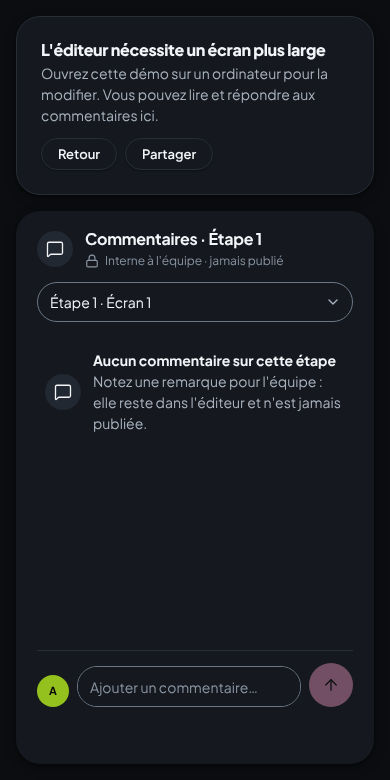 L'éditeur nécessite un écran plus large
Ouvrez cette démo sur un ordinateur pour la
modifier. Vous pouvez lire et répondre aux
commentaires ici.
Retour
Partager
Commentaires · Étape 1
Interne à l'équipe · jamais publié
Étape 1 · Écran 1
Aucun commentaire sur cette étape
Notez une remarque pour l'équipe :
elle reste dans l'éditeur et n'est jamais
publiée.
A
Ajouter un commentaire…